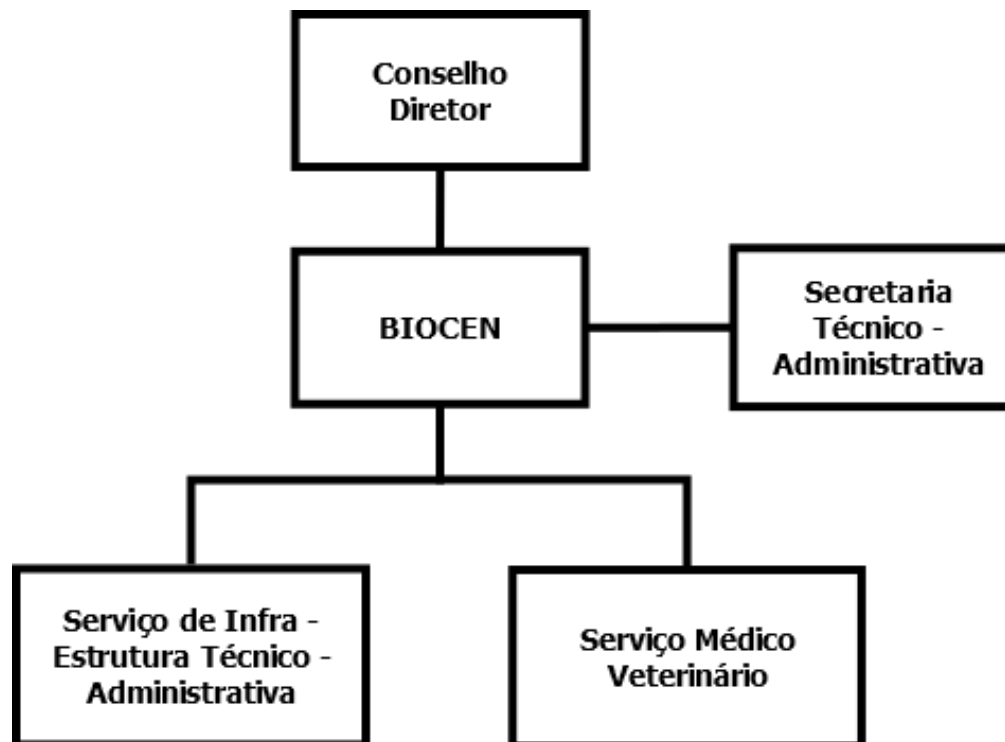 Conselho
Diretor
BIOCEN
Secretaria
Técnico -
Administrativa
Serviço de Infra -
Estrutura Técnico -
Administrativa
Serviço Médico
Veterinário